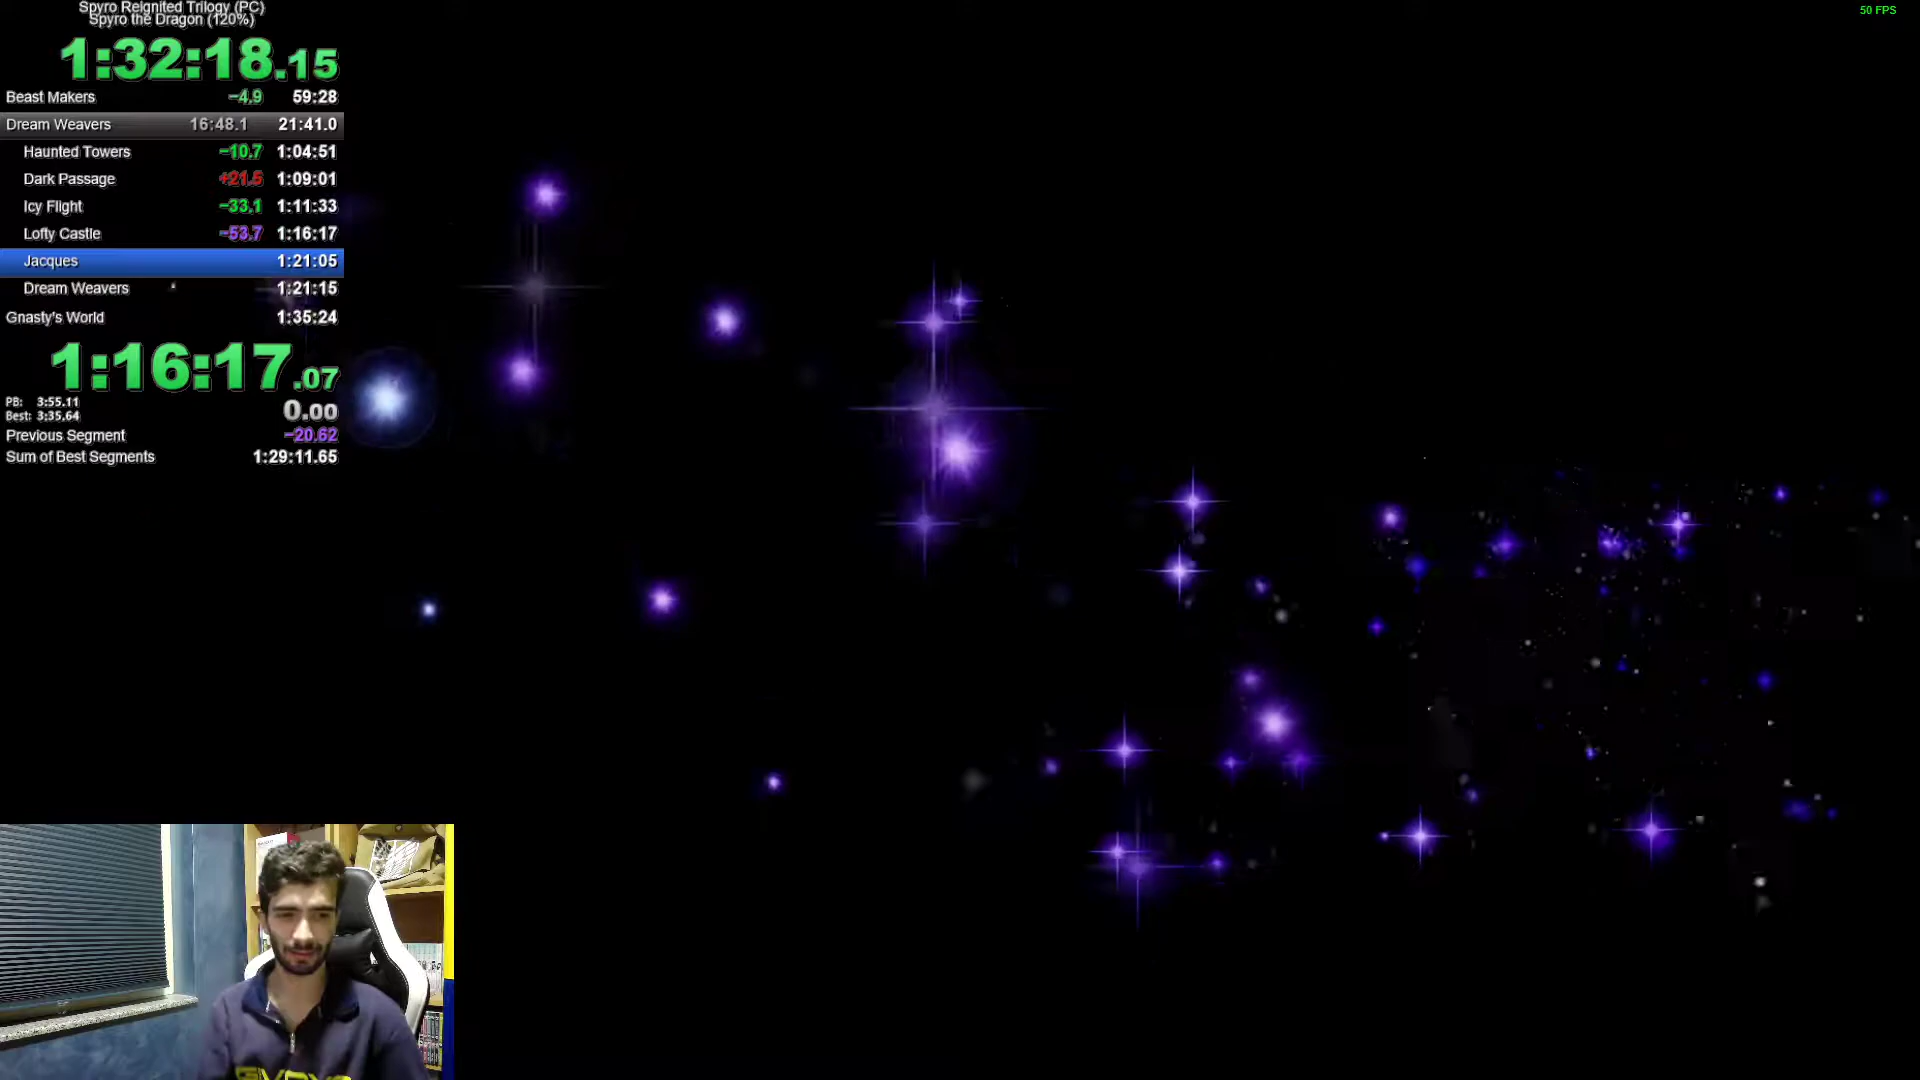 Spyro Reignited Trilogy (PC)
50 FPS
Spyro the Dragon (120%)
1:32:18.15
Beast Makers −4.9 59:28
Dream Weavers 16:48.1 21:41.0
Haunted Towers −10.7 1:04:51
Dark Passage +21.5 1:09:01
Icy Flight −33.1 1:11:33
Lofty Castle −53.7 1:16:17
Jacques 1:21:05
Dream Weavers 1:21:15
Gnasty's World 1:35:24
1:16:17.07
PB: 3:55.11 0.00
Best: 3:35.64
Previous Segment −20.62
Sum of Best Segments 1:29:11.65